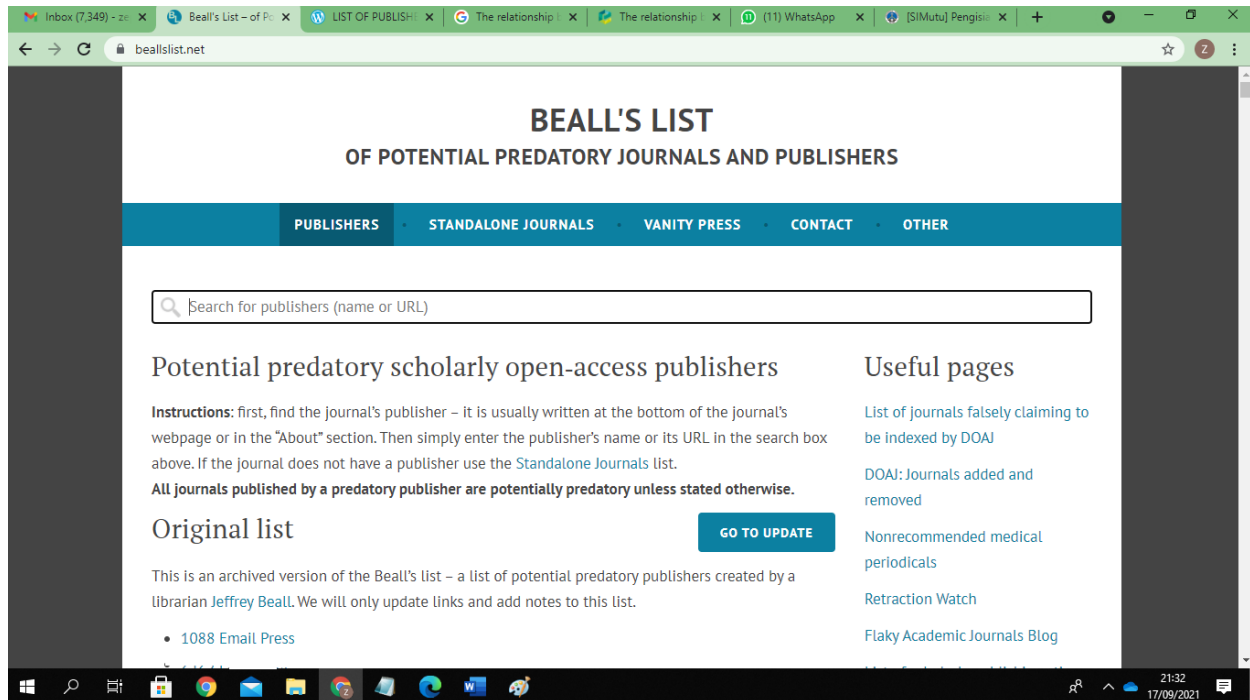 Inbox (7,349) - ze
Beall's List – of Po
LIST OF PUBLISHE
The relationship b
The relationship b
(11) WhatsApp
[SIMutu] Pengisia
beallslist.net
Z
BEALL'S LIST
OF POTENTIAL PREDATORY JOURNALS AND PUBLISHERS
PUBLISHERS
STANDALONE JOURNALS
VANITY PRESS
CONTACT
OTHER
Search for publishers (name or URL)
Potential predatory scholarly open-access publishers
Instructions: first, find the journal's publisher – it is usually written at the bottom of the journal's
webpage or in the “About” section. Then simply enter the publisher's name or its URL in the search box
above. If the journal does not have a publisher use the Standalone Journals list.
All journals published by a predatory publisher are potentially predatory unless stated otherwise.
Original list
GO TO UPDATE
This is an archived version of the Beall's list – a list of potential predatory publishers created by a
librarian Jeffrey Beall. We will only update links and add notes to this list.
• 1088 Email Press
Useful pages
List of journals falsely claiming to
be indexed by DOAJ
DOAJ: Journals added and
removed
Nonrecommended medical
periodicals
Retraction Watch
Flaky Academic Journals Blog
21:32
17/09/2021